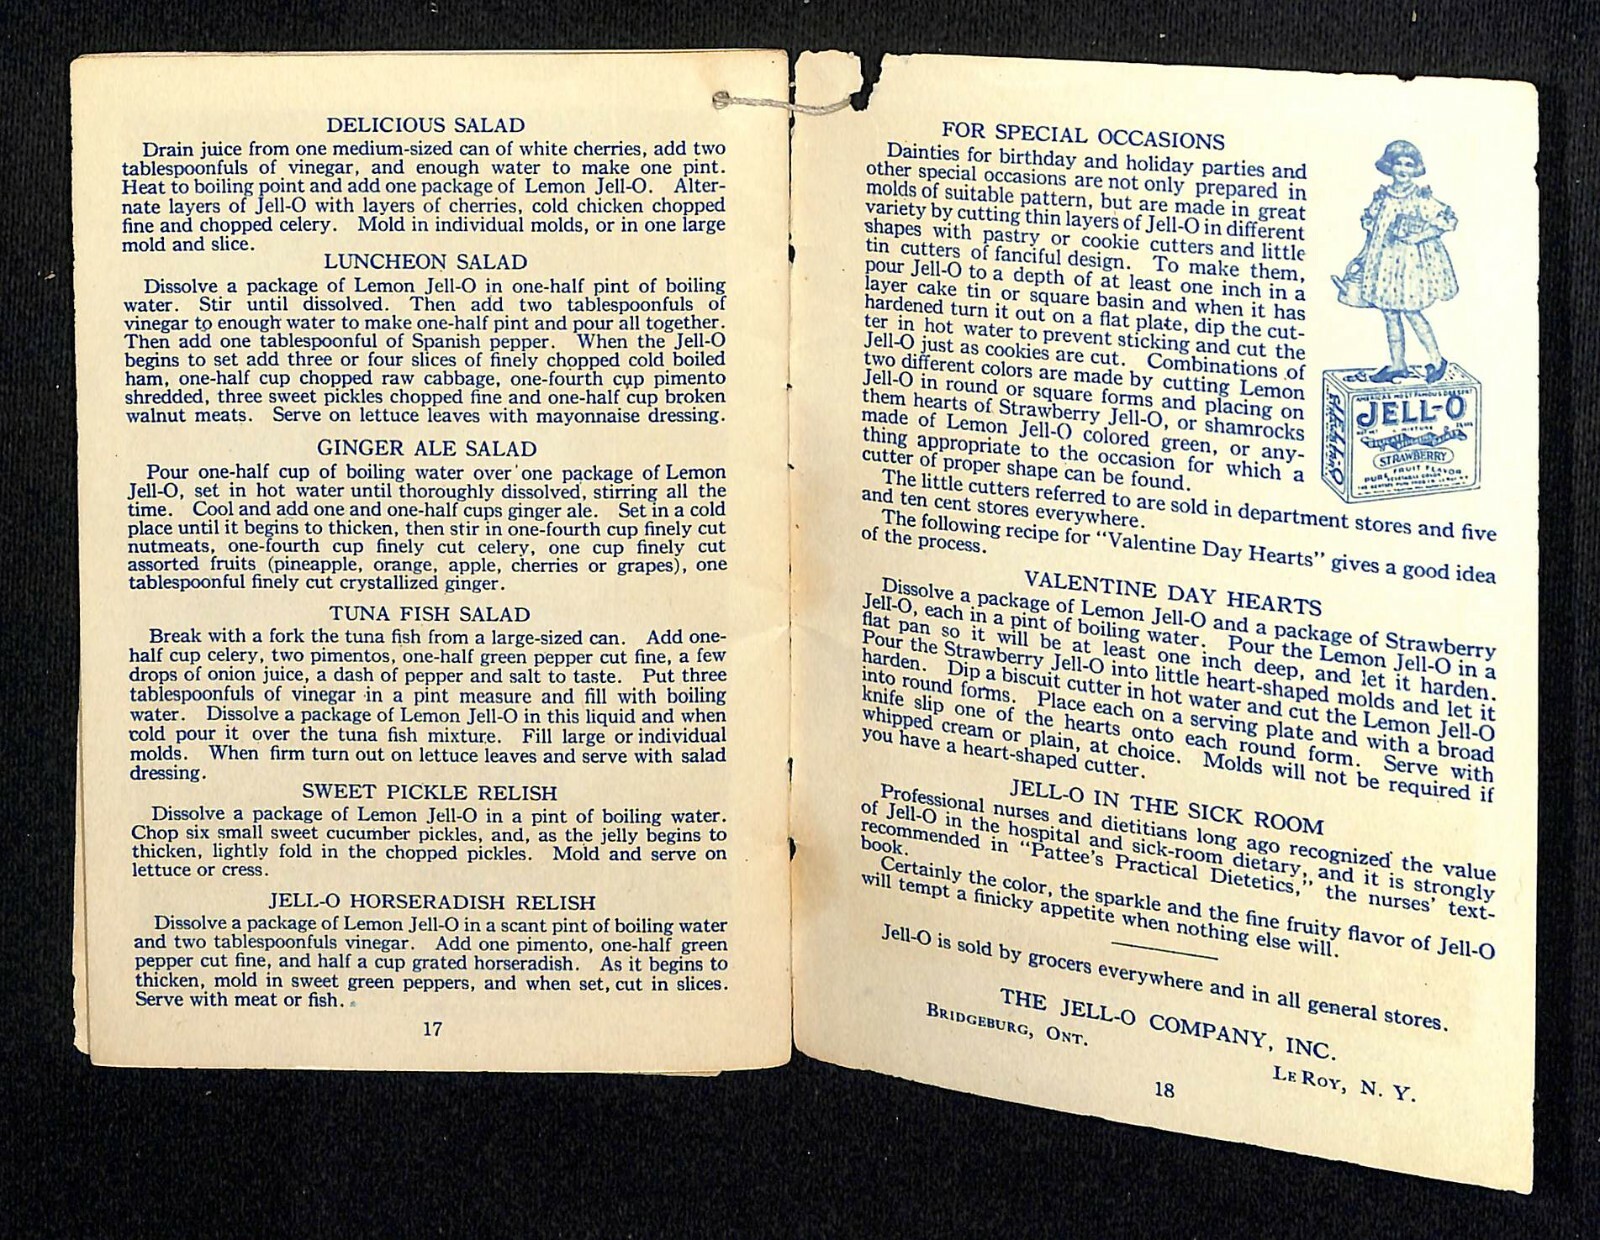 DELICIOUS SALAD
Drain juice from one medium-sized can of white cherries, add two
tablespoonfuls of vinegar, and enough water to make one pint.
Heat to boiling point and add one package of Lemon Jell-O. Alter-
nate layers of Jell-O with layers of cherries, cold chicken chopped
fine and chopped celery. Mold in individual molds, or in one large
mold and slice.
LUNCHEON SALAD
Dissolve a package of Lemon Jell-O in one-half pint of boiling
water. Stir until dissolved. Then add two tablespoonfuls of
vinegar to enough water to make one-half pint and pour all together.
Then add one tablespoonful of Spanish pepper. When the Jell-O
begins to set add three or four slices of finely chopped cold boiled
ham, one-half cup chopped raw cabbage, one-fourth cup pimento
shredded, three sweet pickles chopped fine and one-half cup broken
walnut meats. Serve on lettuce leaves with mayonnaise dressing.
GINGER ALE SALAD
Pour one-half cup of boiling water over one package of Lemon
Jell-O, set in hot water until thoroughly dissolved, stirring all the
time. Cool and add one and one-half cups ginger ale. Set in a cold
place until it begins to thicken, then stir in one-fourth cup finely cut
nutmeats, one-fourth cup finely cut celery, one cup finely cut
assorted fruits (pineapple, orange, apple, cherries or grapes), one
tablespoonful finely cut crystallized ginger.
TUNA FISH SALAD
Break with a fork the tuna fish from a large-sized can. Add one-
half cup celery, two pimentos, one-half green pepper cut fine, a few
drops of onion juice, a dash of pepper and salt to taste. Put three
tablespoonfuls of vinegar in a pint measure and fill with boiling
water. Dissolve a package of Lemon Jell-O in this liquid and when
cold pour it over the tuna fish mixture. Fill large or individual
molds. When firm turn out on lettuce leaves and serve with salad
dressing.
SWEET PICKLE RELISH
Dissolve a package of Lemon Jell-O in a pint of boiling water.
Chop six small sweet cucumber pickles, and, as the jelly begins to
thicken, lightly fold in the chopped pickles. Mold and serve on
lettuce or cress.
JELL-O HORSERADISH RELISH
Dissolve a package of Lemon Jell-O in a scant pint of boiling water
and two tablespoonfuls vinegar. Add one pimento, one-half green
pepper cut fine, and half a cup grated horseradish. As it begins to
thicken, mold in sweet green peppers, and when set, cut in slices.
Serve with meat or fish.
17
FOR SPECIAL OCCASIONS
Dainties for birthday and holiday parties and
other special occasions are not only prepared in
molds of suitable pattern, but are made in great
variety by cutting thin layers of Jell-O in different
shapes with pastry or cookie cutters and little
tin cutters of fanciful design. To make them,
pour Jell-O to a depth of at least one inch in a
layer cake tin or square basin and when it has
hardened turn it out on a flat plate, dip the cut-
ter in hot water to prevent sticking and cut the
Jell-O just as cookies are cut. Combinations of
two different colors are made by cutting Lemon
Jell-O in round or square forms and placing on
them hearts of Strawberry Jell-O, or shamrocks
made of Lemon Jell-O colored green, or any-
thing appropriate to the occasion for which a
cutter of proper shape can be found.
The little cutters referred to are sold in department stores and five
and ten cent stores everywhere.
The following recipe for "Valentine Day Hearts" gives a good idea
of the process.
AMERICA'S MOST FAMOUS DESSERT
JELL-O
STRAWBERRY
FRUIT FLAVOR
VALENTINE DAY HEARTS
Dissolve a package of Lemon Jell-O and a package of Strawberry
Jell-O, each in a pint of boiling water. Pour the Lemon Jell-O in a
flat pan so it will be at least one inch deep, and let it harden.
Pour the Strawberry Jell-O into little heart-shaped molds and let it
harden. Dip a biscuit cutter in hot water and cut the Lemon Jell-O
into round forms. Place each on a serving plate and with a broad
knife slip one of the hearts onto each round form. Serve with
whipped cream or plain, at choice. Molds will not be required if
you have a heart-shaped cutter.
JELL-O IN THE SICK ROOM
Professional nurses and dietitians long ago recognized the value
of Jell-O in the hospital and sick-room dietary, and it is strongly
recommended in "Pattee's Practical Dietetics," the nurses' text-
book.
Certainly the color, the sparkle and the fine fruity flavor of Jell-O
will tempt a finicky appetite when nothing else will.
Jell-O is sold by grocers everywhere and in all general stores.
THE JELL-O COMPANY, INC.
BRIDGEBURG, ONT.
LE ROY, N. Y.
18